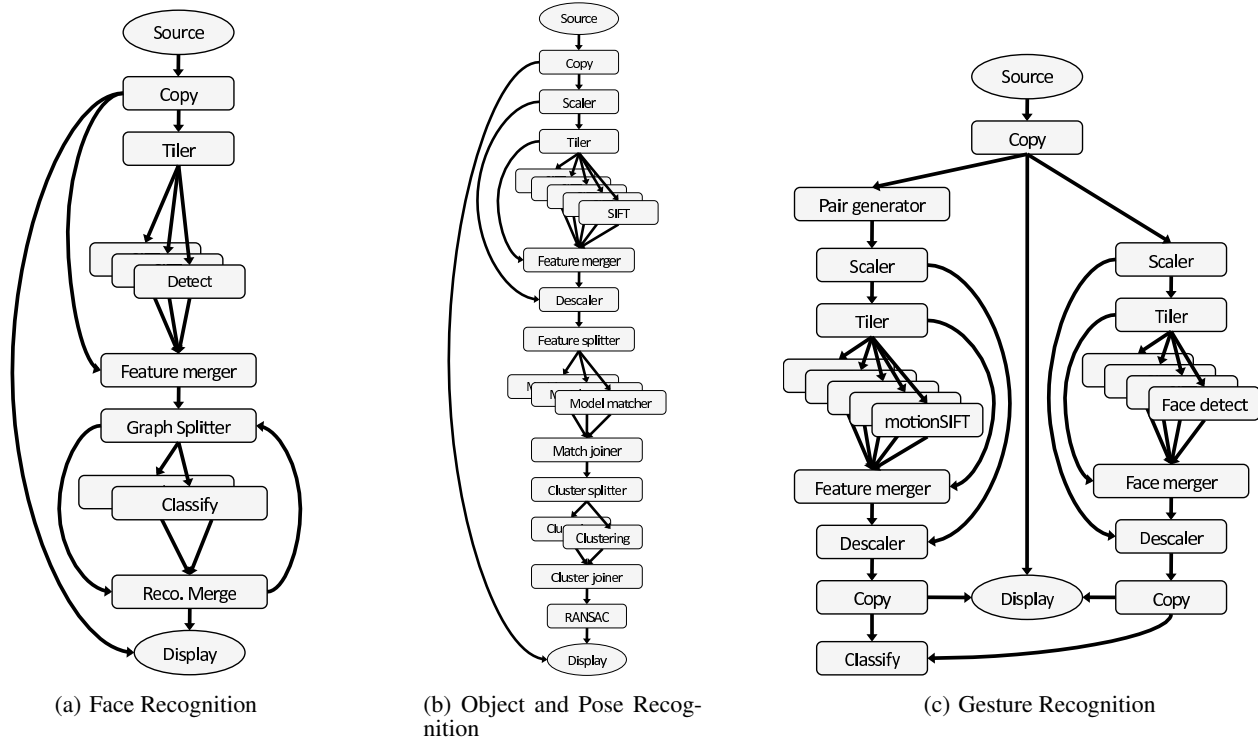 Source
Copy
Tiler
Detect
Feature merger
Graph Splitter
Classify
Reco. Merge
Display
(a) Face Recognition
Source
Copy
Scaler
Tiler
SIFT
Feature merger
Descaler
Feature splitter
Model matcher
Match joiner
Cluster splitter
Clustering
Cluster joiner
RANSAC
Display
(b) Object and Pose Recog-
nition
Source
Copy
Pair generator
Scaler
Tiler
motionSIFT
Feature merger
Descaler
Copy
Classify
Display
Scaler
Tiler
Face detect
Face merger
Descaler
Copy
(c) Gesture Recognition